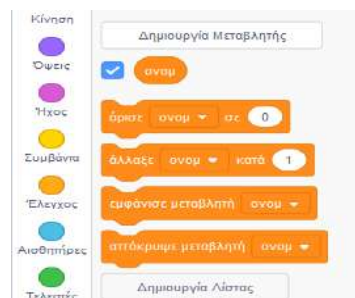 Κίνηση
Όψεις
Ήχος
Συμβάντα
Έλεγχος
Αισθητήρες
Τελεστές
Δημιουργία Μεταβλητής
ονομ
όρισε ονομ σε 0
άλλαξε ονομ κατά 1
εμφάνισε μεταβλητή ονομ
απόκρυψε μεταβλητή ονομ
Δημιουργία Λίστας